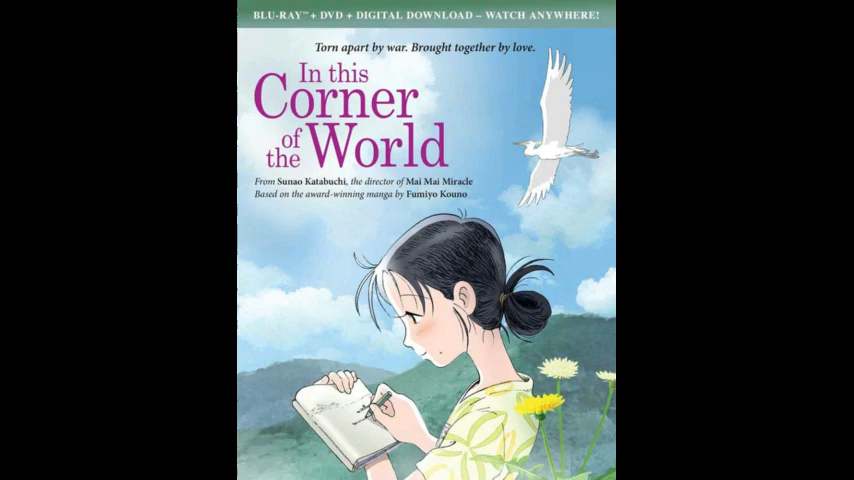 BLU-RAY™ + DVD + DIGITAL DOWNLOAD – WATCH ANYWHERE!
Torn apart by war. Brought together by love.
In this
Corner
of
the World
From Sunao Katabuchi, the director of Mai Mai Miracle
Based on the award-winning manga by Fumiyo Kouno